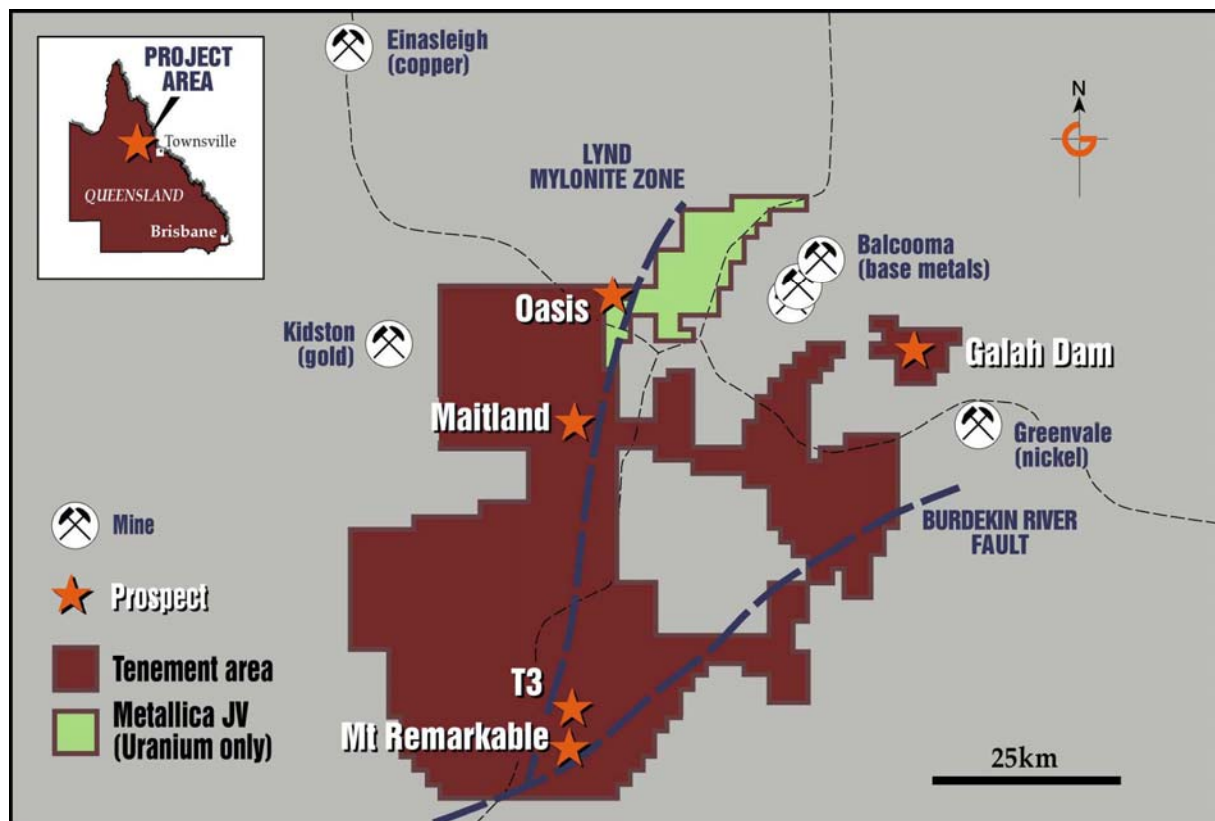 PROJECT
AREA
Townsville
QUEENSLAND
Brisbane
Einasleigh
(copper)
N
LYND
MYLONITE ZONE
Balcooma
(base metals)
Oasis
Kidston
(gold)
Galah Dam
Maitland
Greenvale
(nickel)
BURDEKIN RIVER
FAULT
Mine
Prospect
Tenement area
Metallica JV
(Uranium only)
T3
Mt Remarkable
25km